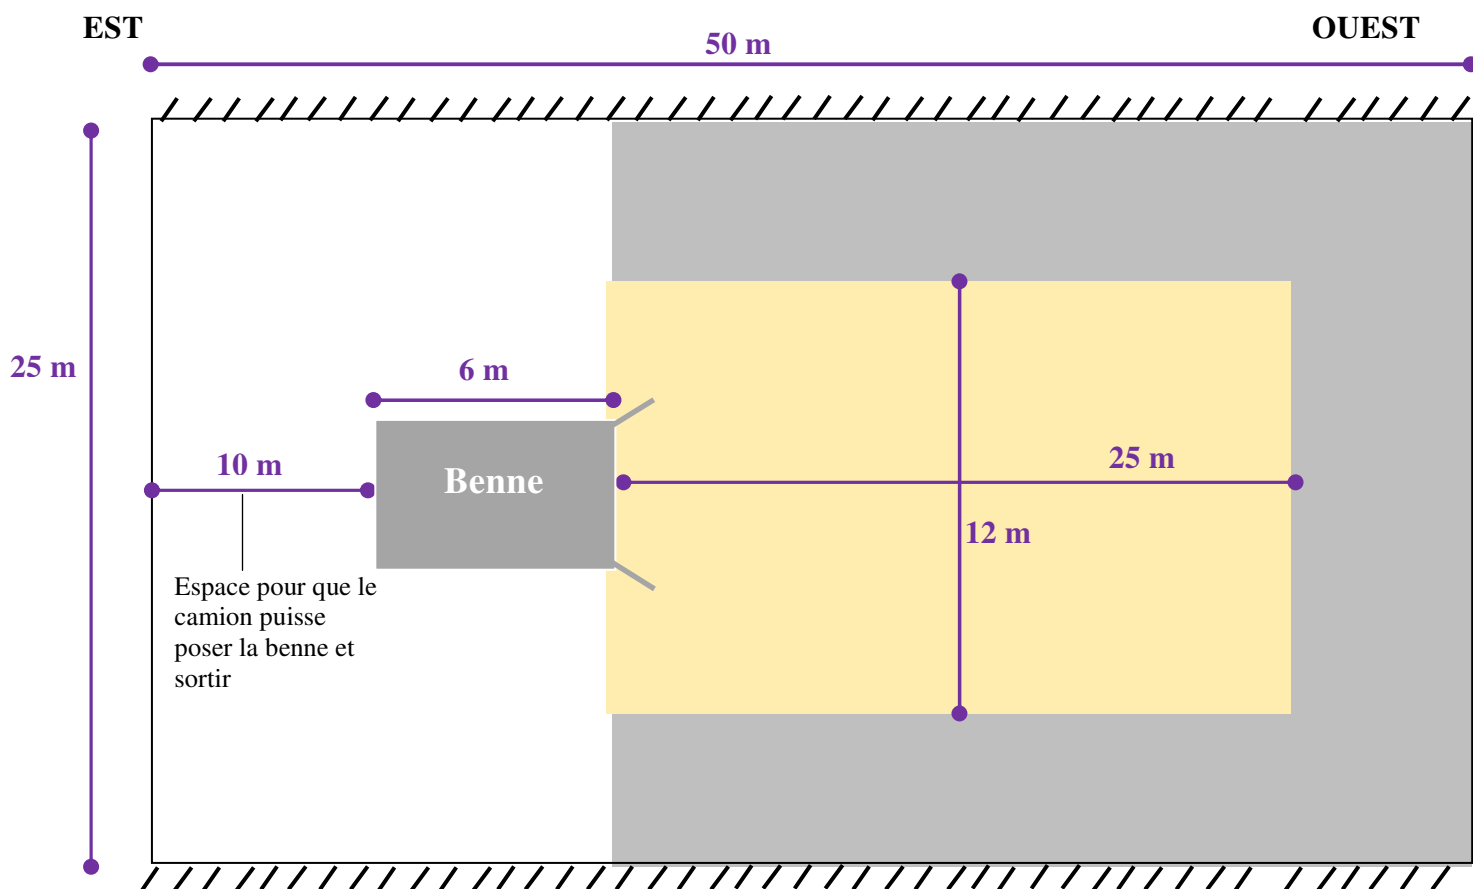 EST
OUEST
50 m
25 m
6 m
10 m
Benne
25 m
12 m
Espace pour que le
camion puisse
poser la benne et
sortir